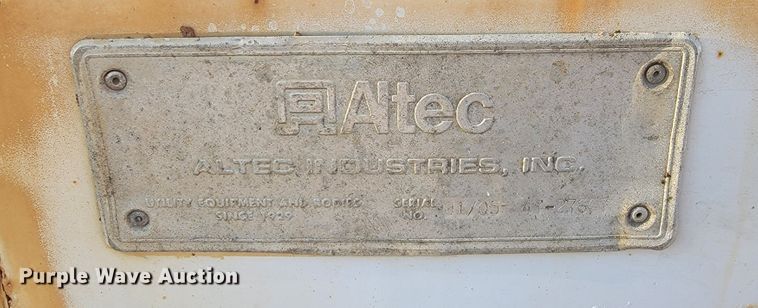 Altec
ALTEC INDUSTRIES, INC.
UTILITY EQUIPMENT AND BODIES
SINCE 1929
SERIAL
NO.
Purple Wave Auction